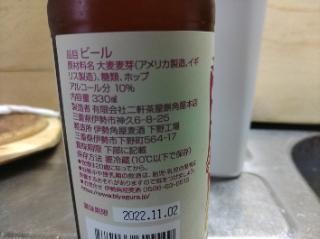 品目 ビール
原材料名 大麦麦芽(アメリカ製造、イギ
リス製造)、糖類、ホップ
アルコール分 10%
内容量 330ml
製造者 有限会社二軒茶屋餅角屋本店
三重県伊勢市神久6-8-25
製造所 伊勢角屋麦酒 下野工場
三重県伊勢市下野町564-17
賞味期限 下部に記載
保存方法 要冷蔵(10℃以下で保存)
賞味期限
2022.11.02